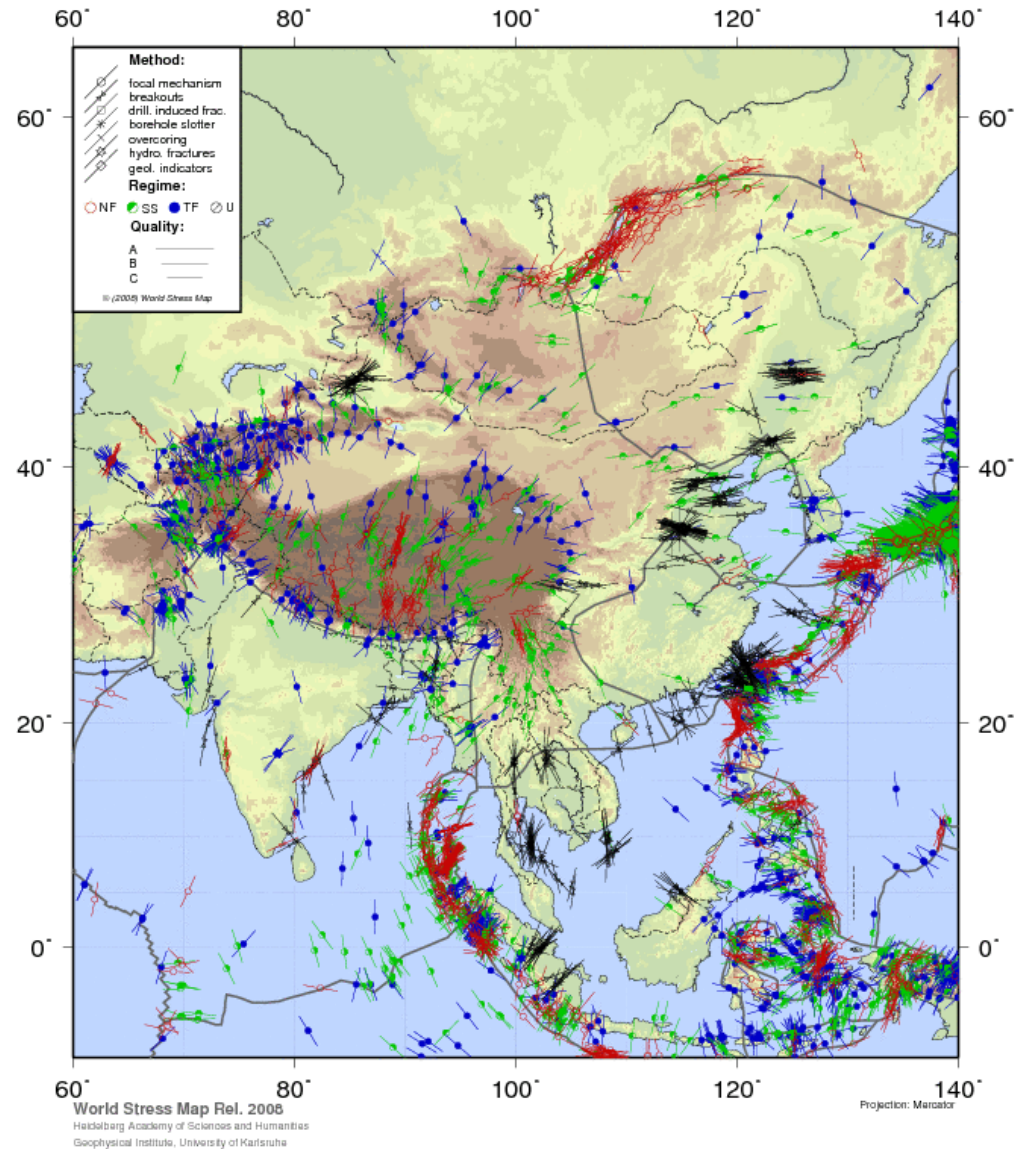 60° 80° 100° 120° 140°
Method:
focal mechanism
breakouts
drill. induced frac.
borehole slotter
overcoring
hydro. fractures
geol. indicators
Regime:
NF SS TF U
Quality:
A
B
C
© (2008) World Stress Map
60° 60°
40° 40°
20° 20°
0° 0°
60° 80° 100° 120° 140°
World Stress Map Rel. 2008
Projection: Mercator
Heidelberg Academy of Sciences and Humanities
Geophysical Institute, University of Karlsruhe